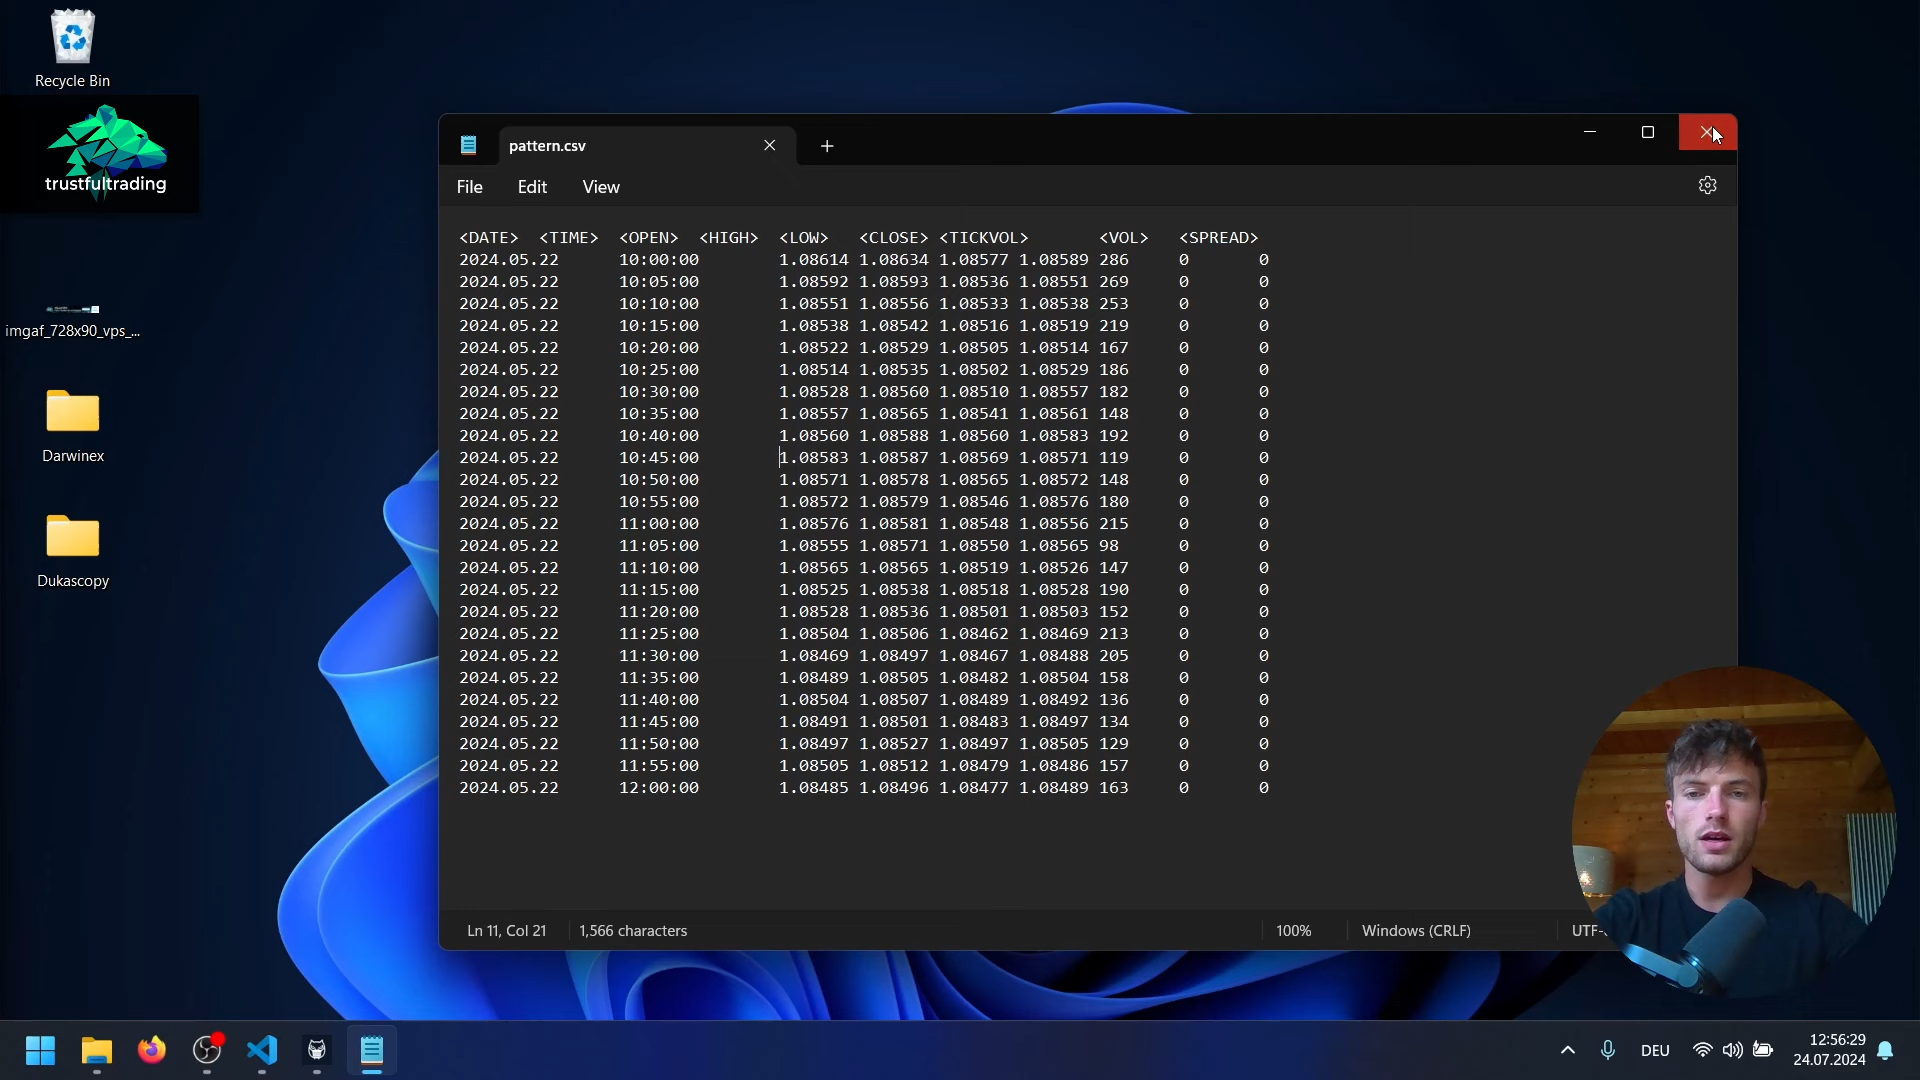 Recycle Bin
trustfultrading
imgaf_728x90_vps_...
Darwinex
Dukascopy
pattern.csv
File Edit View
<DATE> <TIME> <OPEN> <HIGH> <LOW> <CLOSE> <TICKVOL> <VOL> <SPREAD>
2024.05.22 10:00:00 1.08614 1.08634 1.08577 1.08589 286 0 0
2024.05.22 10:05:00 1.08592 1.08593 1.08536 1.08551 269 0 0
2024.05.22 10:10:00 1.08551 1.08556 1.08533 1.08538 253 0 0
2024.05.22 10:15:00 1.08538 1.08542 1.08516 1.08519 219 0 0
2024.05.22 10:20:00 1.08522 1.08529 1.08505 1.08514 167 0 0
2024.05.22 10:25:00 1.08514 1.08535 1.08502 1.08529 186 0 0
2024.05.22 10:30:00 1.08528 1.08560 1.08510 1.08557 182 0 0
2024.05.22 10:35:00 1.08557 1.08565 1.08541 1.08561 148 0 0
2024.05.22 10:40:00 1.08560 1.08588 1.08560 1.08583 192 0 0
2024.05.22 10:45:00 1.08583 1.08587 1.08569 1.08571 119 0 0
2024.05.22 10:50:00 1.08571 1.08578 1.08565 1.08572 148 0 0
2024.05.22 10:55:00 1.08572 1.08579 1.08546 1.08576 180 0 0
2024.05.22 11:00:00 1.08576 1.08581 1.08548 1.08556 215 0 0
2024.05.22 11:05:00 1.08555 1.08571 1.08550 1.08565 98 0 0
2024.05.22 11:10:00 1.08565 1.08565 1.08519 1.08526 147 0 0
2024.05.22 11:15:00 1.08525 1.08538 1.08518 1.08528 190 0 0
2024.05.22 11:20:00 1.08528 1.08536 1.08501 1.08503 152 0 0
2024.05.22 11:25:00 1.08504 1.08506 1.08462 1.08469 213 0 0
2024.05.22 11:30:00 1.08469 1.08497 1.08467 1.08488 205 0 0
2024.05.22 11:35:00 1.08489 1.08505 1.08482 1.08504 158 0 0
2024.05.22 11:40:00 1.08504 1.08507 1.08489 1.08492 136 0 0
2024.05.22 11:45:00 1.08491 1.08501 1.08483 1.08497 134 0 0
2024.05.22 11:50:00 1.08497 1.08527 1.08497 1.08505 129 0 0
2024.05.22 11:55:00 1.08505 1.08512 1.08479 1.08486 157 0 0
2024.05.22 12:00:00 1.08485 1.08496 1.08477 1.08489 163 0 0
Ln 11, Col 21 1,566 characters 100% Windows (CRLF) UTF-
DEU
12:56:29
24.07.2024